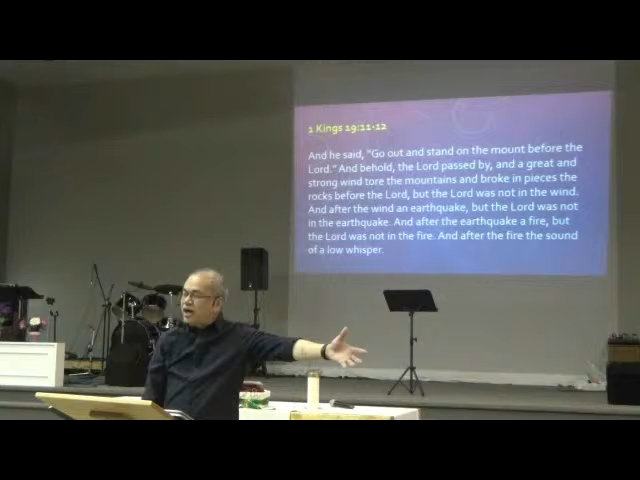 1 Kings 19:11-12
And he said, "Go out and stand on the mount before the
Lord." And behold, the Lord passed by, and a great and
strong wind tore the mountains and broke in pieces the
rocks before the Lord, but the Lord was not in the wind.
And after the wind an earthquake, but the Lord was not
in the earthquake. And after the earthquake a fire, but
the Lord was not in the fire. And after the fire the sound
of a low whisper.